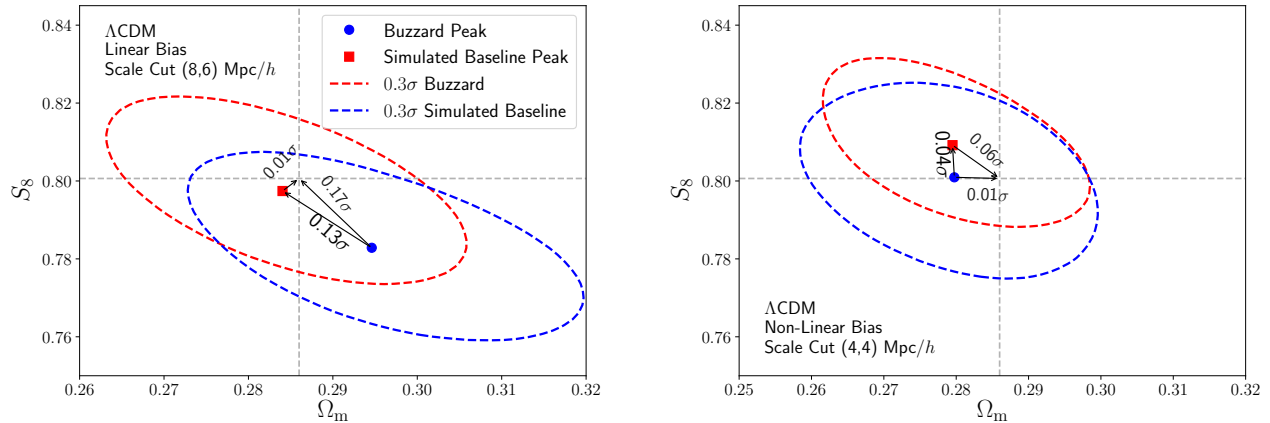 ΛCDM
Linear Bias
Scale Cut (8,6) Mpc/h
Buzzard Peak
Simulated Baseline Peak
0.3σ Buzzard
0.3σ Simulated Baseline
0.01σ
0.17σ
0.13σ
0.84
0.82
0.80
0.78
0.76
S₈
0.26 0.27 0.28 0.29 0.30 0.31 0.32
Ωₘ
0.04σ
0.06σ
0.01σ
ΛCDM
Non-Linear Bias
Scale Cut (4,4) Mpc/h
0.84
0.82
0.80
0.78
0.76
S₈
0.25 0.26 0.27 0.28 0.29 0.30 0.31 0.32
Ωₘ